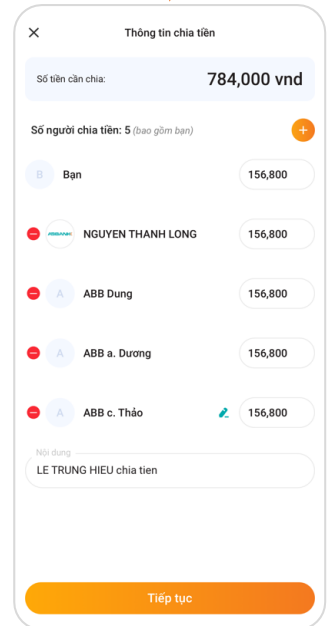 Thông tin chia tiền
Số tiền cần chia: 784,000 vnd
Số người chia tiền: 5 (bao gồm bạn)
B Bạn 156,800
ABBANK NGUYEN THANH LONG 156,800
A ABB Dung 156,800
A ABB a. Dương 156,800
A ABB c. Thảo 156,800
Nội dung
LE TRUNG HIEU chia tien
Tiếp tục